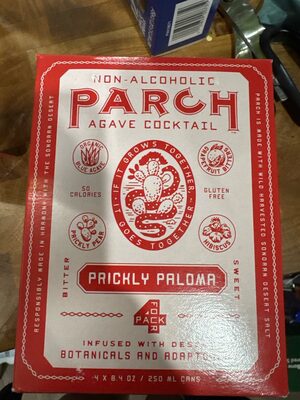 NON-ALCOHOLIC
PARCH
AGAVE COCKTAIL
ORGANIC
BLUE AGAVE
GRAPEFRUIT BITTERS
IF IT GROWS TOGETHER,
IT GOES TOGETHER
50
CALORIES
GLUTEN
FREE
PRICKLY PEAR
HIBISCUS
BITTER
SWEET
PRICKLY PALOMA
4
FOUR
PACK
INFUSED WITH
BOTANICALS AND
4 X 8.4 OZ / 250 ML CANS
RESPONSIBLY MADE IN HARMONY WITH THE SONORAN DESERT
PARCH IS MADE WITH WILD HARVESTED SONORAN DESERT SALT